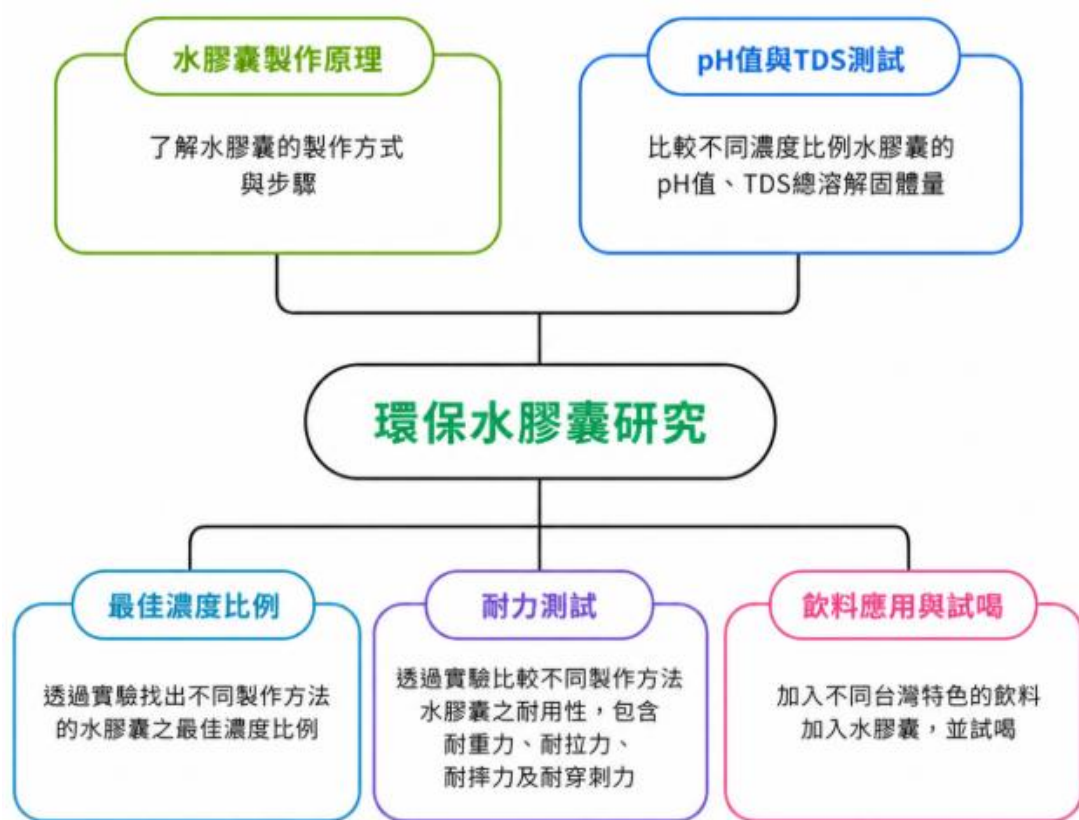 水膠囊製作原理
了解水膠囊的製作方式
與步驟
pH值與TDS測試
比較不同濃度比例水膠囊的
pH值、TDS總溶解固體量
環保水膠囊研究
最佳濃度比例
透過實驗找出不同製作方法
的水膠囊之最佳濃度比例
耐力測試
透過實驗比較不同製作方法
水膠囊之耐用性，包含
耐重力、耐拉力、
耐摔力及耐穿刺力
飲料應用與試喝
加入不同台灣特色的飲料
加入水膠囊，並試喝